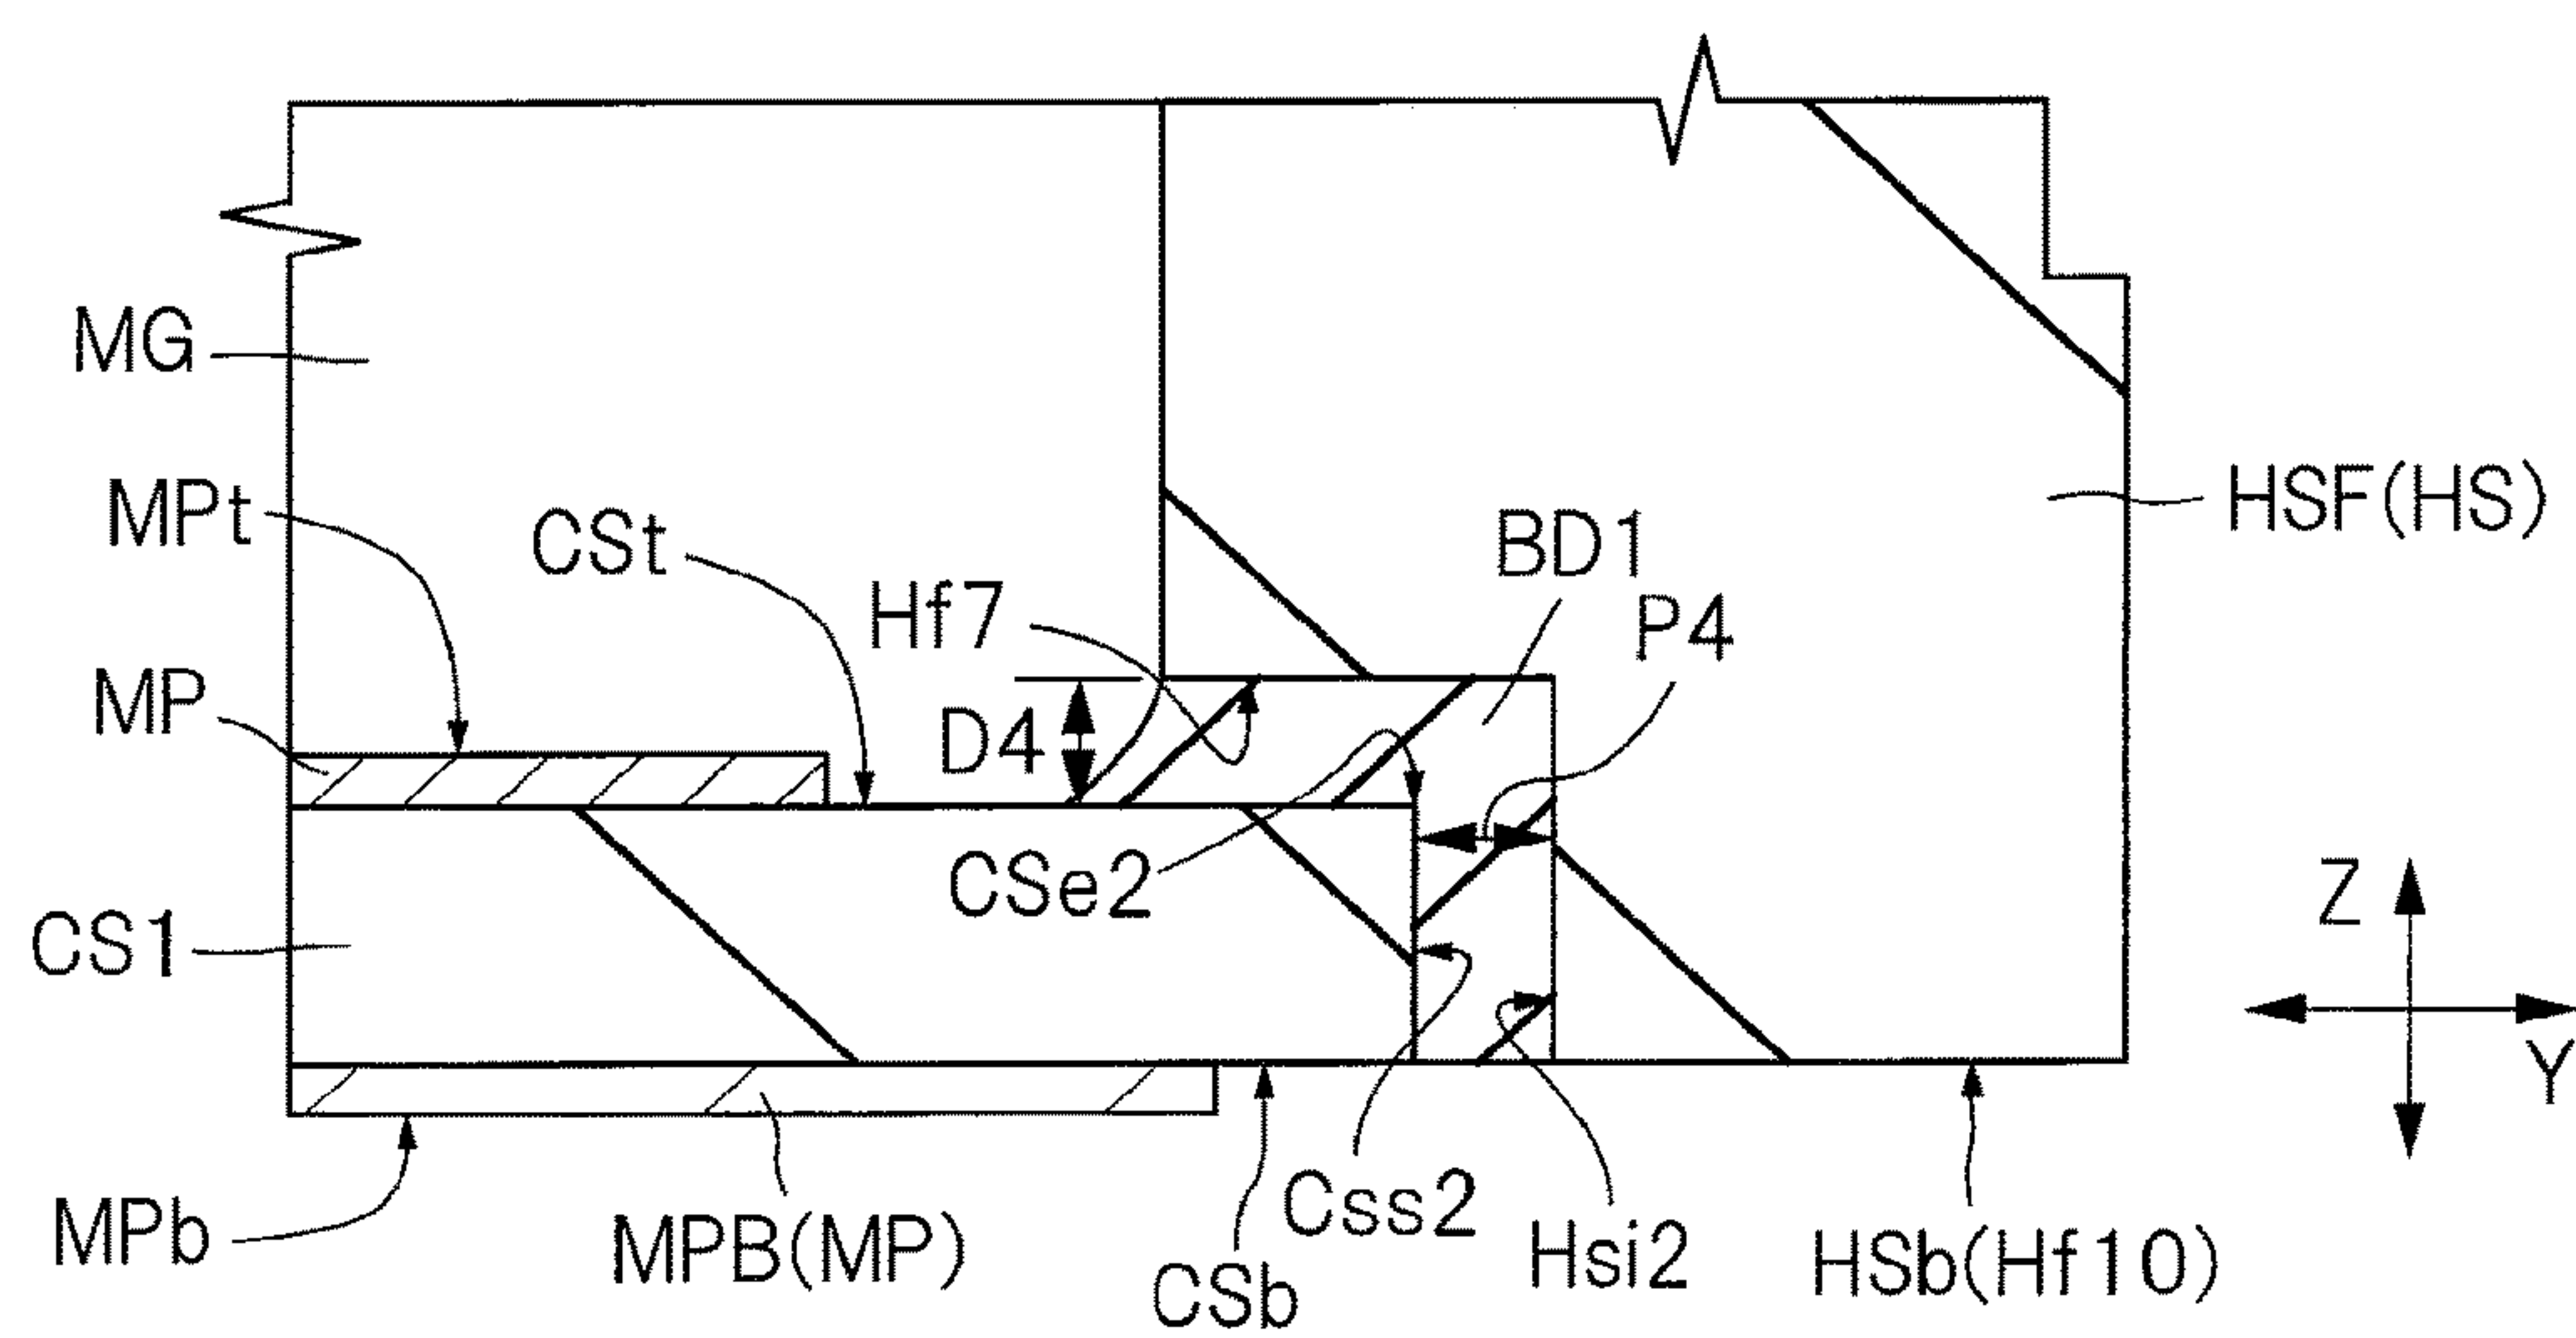 MG
MPt
CSt
Hf7
BD1
P4
HSF(HS)
MP
D4
CSe2
CS1
Z
Y
MPb
MPB(MP)
CSb
Css2
Hsi2
HSb(Hf10)